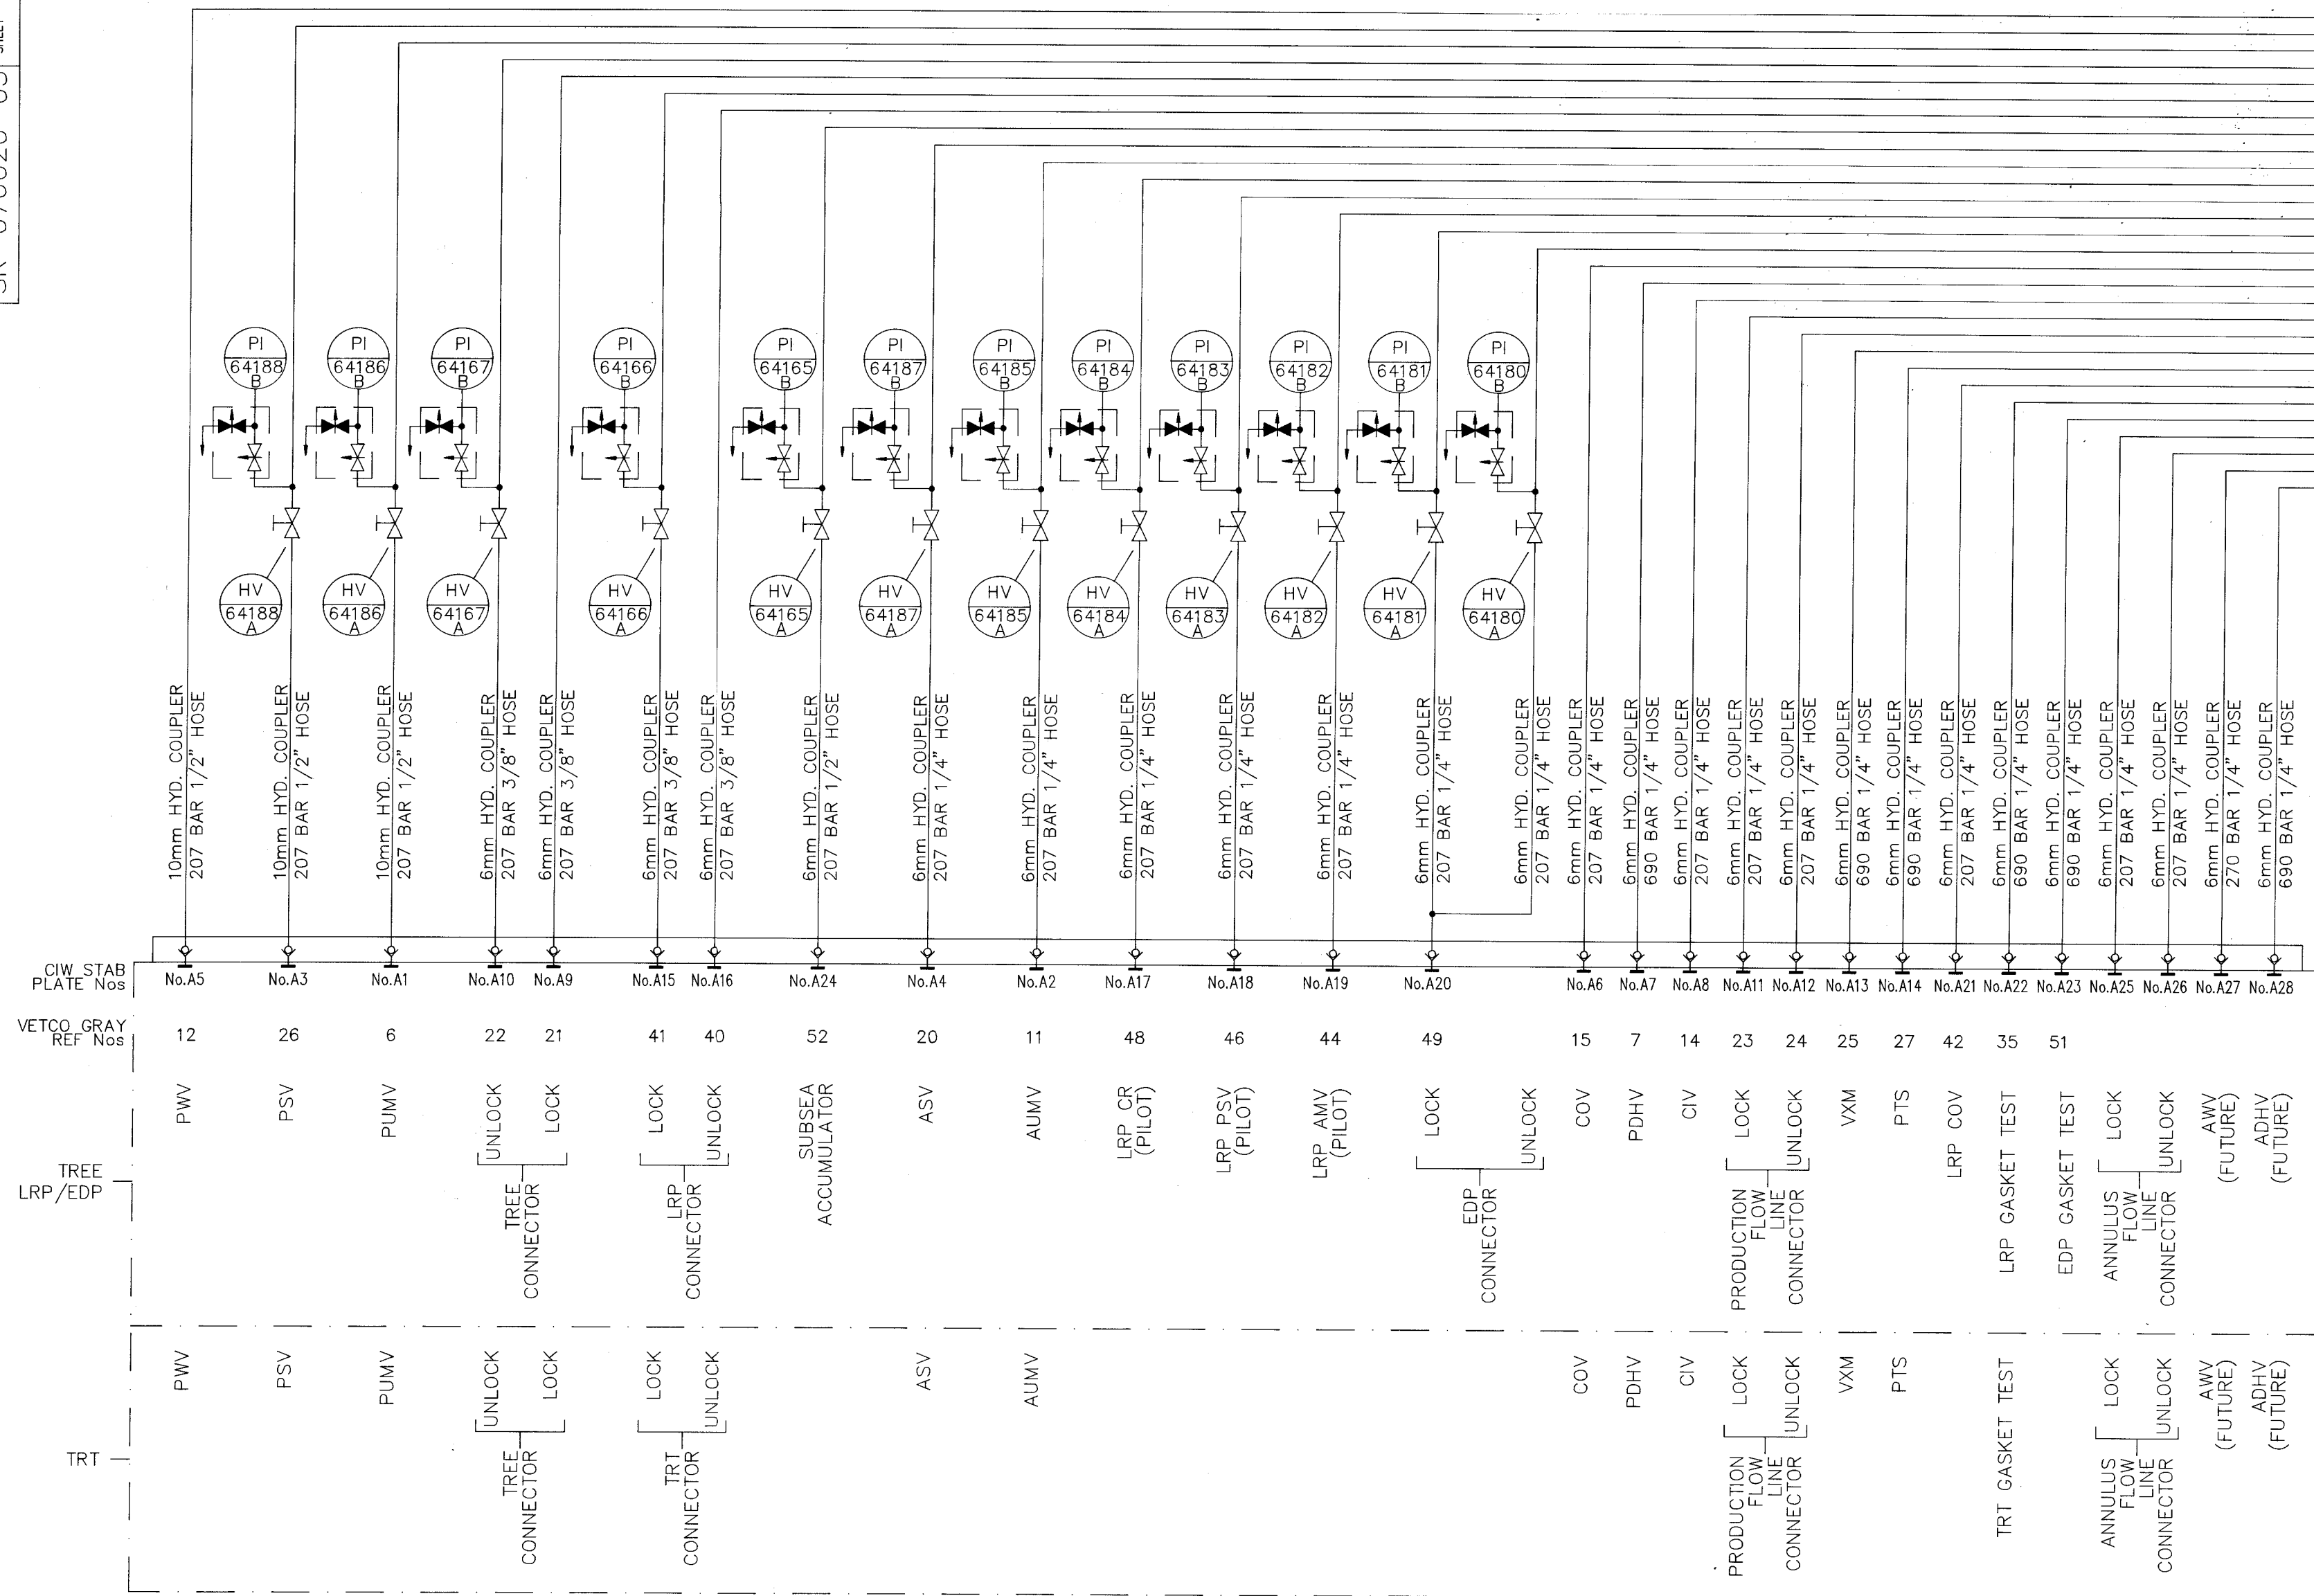 SHEET
PI
64188
B
PI
64186
B
PI
64167
B
PI
64166
B
PI
64165
B
PI
64187
B
PI
64185
B
PI
64184
B
PI
64183
B
PI
64182
B
PI
64181
B
PI
64180
B
HV
64188
A
HV
64186
A
HV
64167
A
HV
64166
A
HV
64165
A
HV
64187
A
HV
64185
A
HV
64184
A
HV
64183
A
HV
64182
A
HV
64181
A
HV
64180
A
10mm HYD. COUPLER
207 BAR 1/2" HOSE
10mm HYD. COUPLER
207 BAR 1/2" HOSE
10mm HYD. COUPLER
207 BAR 1/2" HOSE
6mm HYD. COUPLER
207 BAR 3/8" HOSE
6mm HYD. COUPLER
207 BAR 3/8" HOSE
6mm HYD. COUPLER
207 BAR 3/8" HOSE
6mm HYD. COUPLER
207 BAR 3/8" HOSE
6mm HYD. COUPLER
207 BAR 1/2" HOSE
6mm HYD. COUPLER
207 BAR 1/4" HOSE
6mm HYD. COUPLER
207 BAR 1/4" HOSE
6mm HYD. COUPLER
207 BAR 1/4" HOSE
6mm HYD. COUPLER
207 BAR 1/4" HOSE
6mm HYD. COUPLER
207 BAR 1/4" HOSE
6mm HYD. COUPLER
207 BAR 1/4" HOSE
6mm HYD. COUPLER
207 BAR 1/4" HOSE
6mm HYD. COUPLER
207 BAR 1/4" HOSE
6mm HYD. COUPLER
690 BAR 1/4" HOSE
6mm HYD. COUPLER
207 BAR 1/4" HOSE
6mm HYD. COUPLER
207 BAR 1/4" HOSE
6mm HYD. COUPLER
207 BAR 1/4" HOSE
6mm HYD. COUPLER
690 BAR 1/4" HOSE
6mm HYD. COUPLER
690 BAR 1/4" HOSE
6mm HYD. COUPLER
207 BAR 1/4" HOSE
6mm HYD. COUPLER
690 BAR 1/4" HOSE
6mm HYD. COUPLER
690 BAR 1/4" HOSE
6mm HYD. COUPLER
207 BAR 1/4" HOSE
6mm HYD. COUPLER
207 BAR 1/4" HOSE
6mm HYD. COUPLER
270 BAR 1/4" HOSE
6mm HYD. COUPLER
690 BAR 1/4" HOSE
CIW STAB
PLATE Nos
No.A5 No.A3 No.A1 No.A10 No.A9 No.A15 No.A16 No.A24 No.A4 No.A2 No.A17 No.A18 No.A19 No.A20 No.A6 No.A7 No.A8 No.A11 No.A12 No.A13 No.A14 No.A21 No.A22 No.A23 No.A25 No.A26 No.A27 No.A28
VETCO GRAY
REF Nos
12 26 6 22 21 41 40 52 20 11 48 46 44 49 15 7 14 23 24 25 27 42 35 51
TREE
LRP/EDP
PWV
PSV
PUMV
UNLOCK
LOCK
TREE
CONNECTOR
LOCK
UNLOCK
LRP
CONNECTOR
SUBSEA
ACCUMULATOR
ASV
AUMV
LRP CR
(PILOT)
LRP PSV
(PILOT)
LRP AMV
(PILOT)
LOCK
UNLOCK
EDP
CONNECTOR
COV
PDHV
CIV
LOCK
UNLOCK
PRODUCTION
FLOW
LINE
CONNECTOR
VXM
PTS
LRP COV
LRP GASKET TEST
EDP GASKET TEST
LOCK
UNLOCK
ANNULUS
FLOW
LINE
CONNECTOR
AWV
(FUTURE)
ADHV
(FUTURE)
TRT
PWV
PSV
PUMV
UNLOCK
LOCK
TREE
CONNECTOR
LOCK
UNLOCK
TRT
CONNECTOR
ASV
AUMV
COV
PDHV
CIV
LOCK
UNLOCK
PRODUCTION
FLOW
LINE
CONNECTOR
VXM
PTS
TRT GASKET TEST
LOCK
UNLOCK
ANNULUS
FLOW
LINE
CONNECTOR
AWV
(FUTURE)
ADHV
(FUTURE)